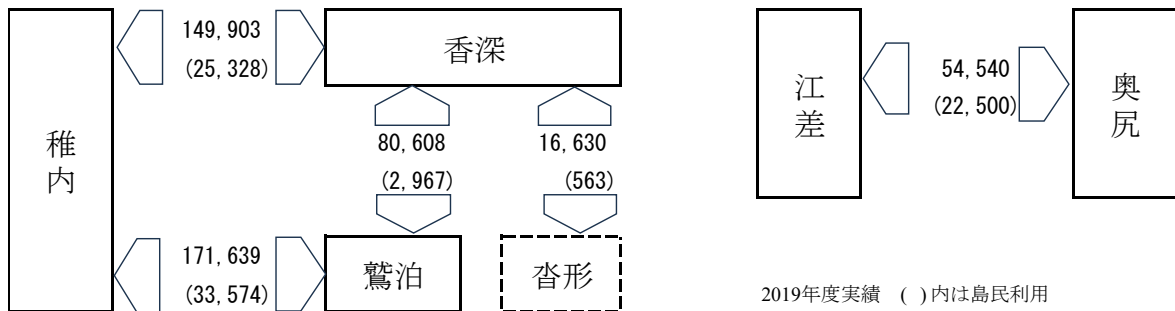 149,903
(25,328)
香深
稚内
80,608
(2,967)
16,630
(563)
171,639
(33,574)
鴛泊
沓形
江差
54,540
(22,500)
奥尻
2019年度実績 ( )内は島民利用